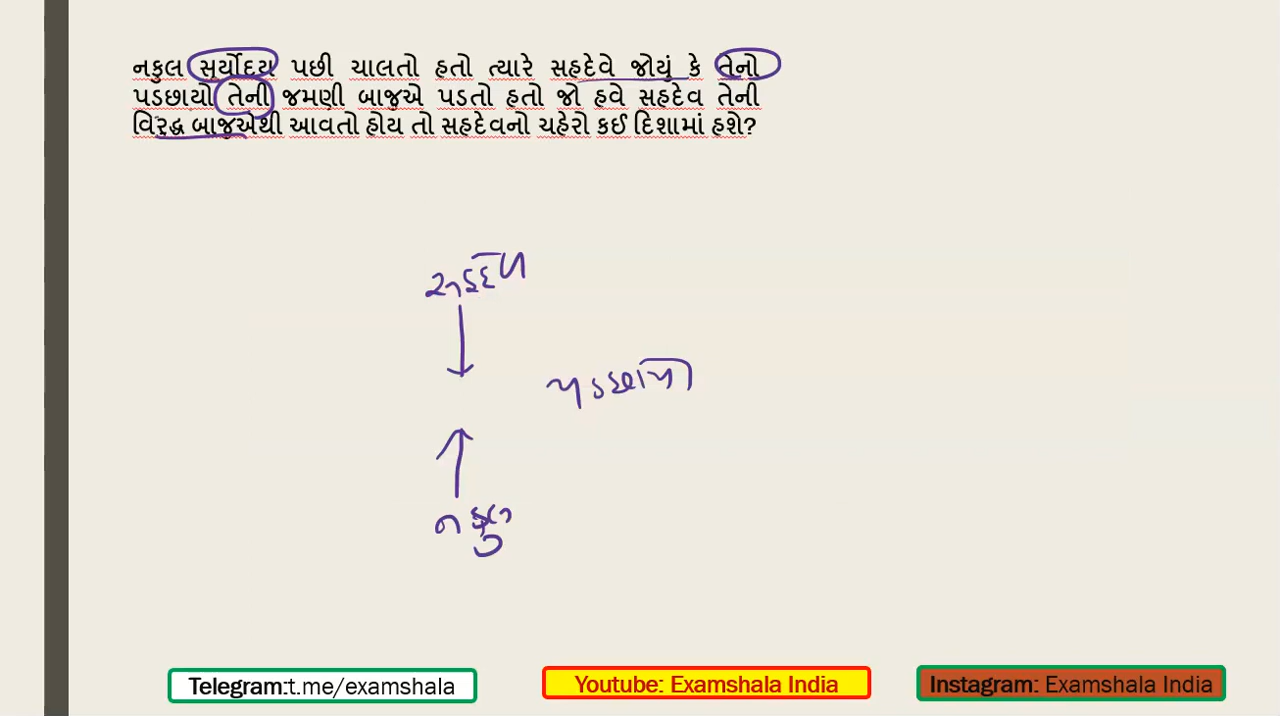 નકુલ સૂર્યોદય પછી ચાલતો હતો ત્યારે સહદેવે જોયું કે તેનો
પડછાયો તેની જમણી બાજુએ પડતો હતો જો હવે સહદેવ તેની
વિરુદ્ધ બાજુએથી આવતો હોય તો સહદેવનો ચહેરો કઈ દિશામાં હશે?
સહદેવ
પડછાયો
નકુલ
Telegram:t.me/examshala
Youtube: Examshala India
Instagram: Examshala India